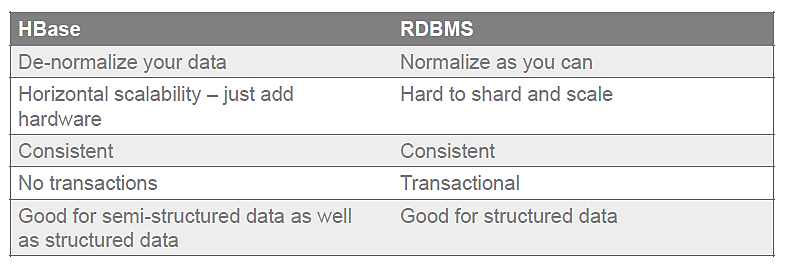 HBase RDBMS
De-normalize your data Normalize as you can
Horizontal scalability – just add Hard to shard and scale
hardware
Consistent Consistent
No transactions Transactional
Good for semi-structured data as well Good for structured data
as structured data